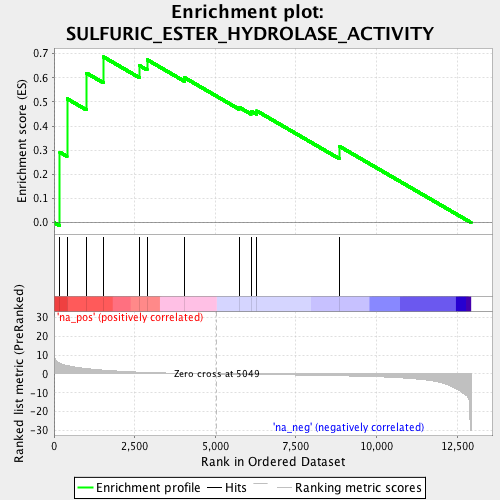 Enrichment plot:
SULFURIC_ESTER_HYDROLASE_ACTIVITY
Enrichment score (ES)
0.7
0.6
0.5
0.4
0.3
0.2
0.1
0.0
'na_pos' (positively correlated)
Ranked list metric (PreRanked)
30
20
10
0
-10
-20
-30
Zero cross at 5049
'na_neg' (negatively correlated)
0
2,500
5,000
7,500
10,000
12,500
Rank in Ordered Dataset
Enrichment profile
Hits
Ranking metric scores